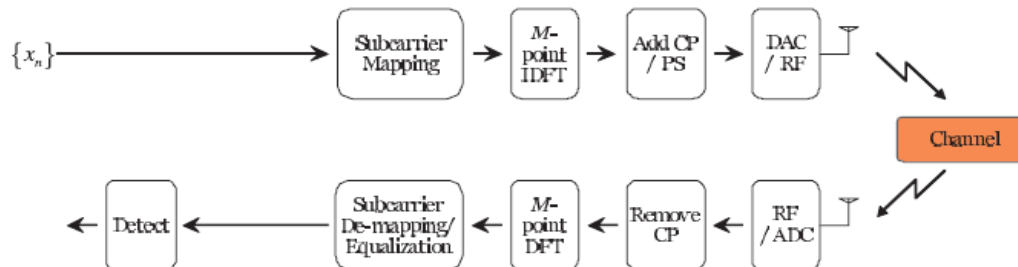 {x_n}
Subcarrier
Mapping
M-
point
IDFT
Add CP
/ PS
DAC
/ RF
Channel
Detect
Subcarrier
De-mapping/
Equalization
M-
point
DFT
Remove
CP
RF
/ ADC